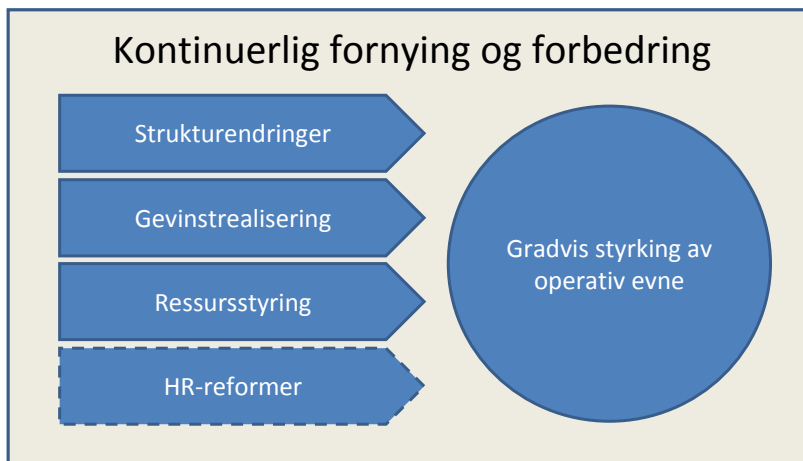 Kontinuerlig fornying og forbedring
Strukturendringer
Gevinstrealisering
Ressursstyring
HR-reformer
Gradvis styrking av
operativ evne